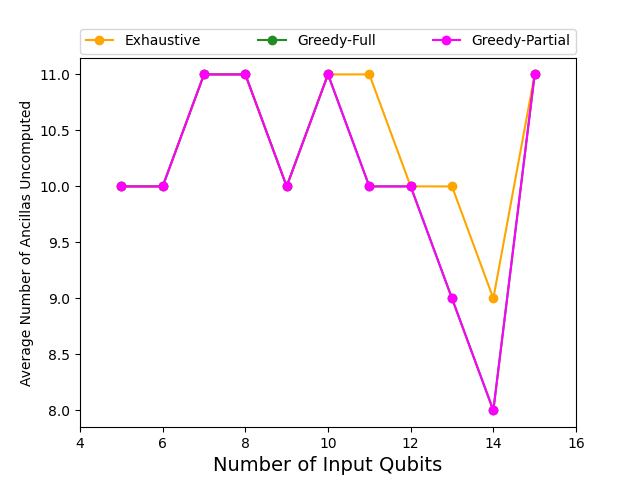 Exhaustive Greedy-Full Greedy-Partial
Average Number of Ancillas Uncomputed
11.0
10.5
10.0
9.5
9.0
8.5
8.0
4 6 8 10 12 14 16
Number of Input Qubits